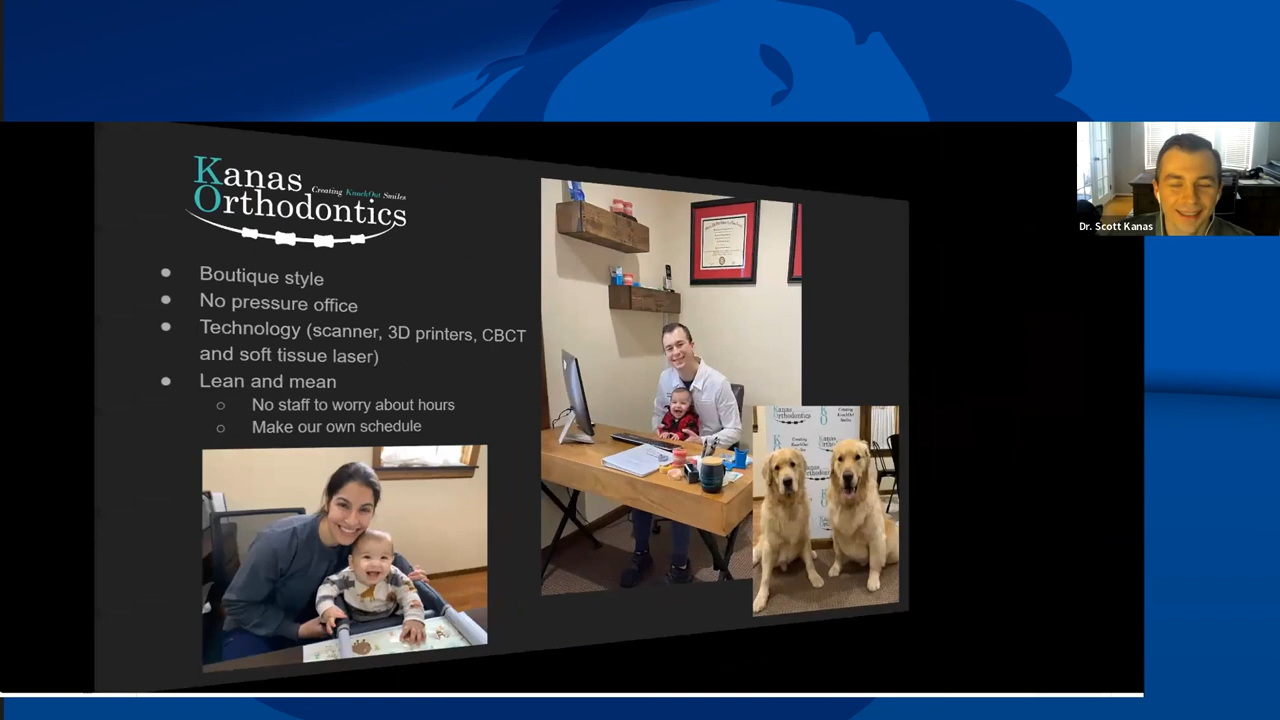 Kanas
Creating KnockOut Smiles
Orthodontics
● Boutique style
● No pressure office
● Technology (scanner, 3D printers, CBCT
and soft tissue laser)
● Lean and mean
○ No staff to worry about hours
○ Make our own schedule
Dr. Scott Kanas